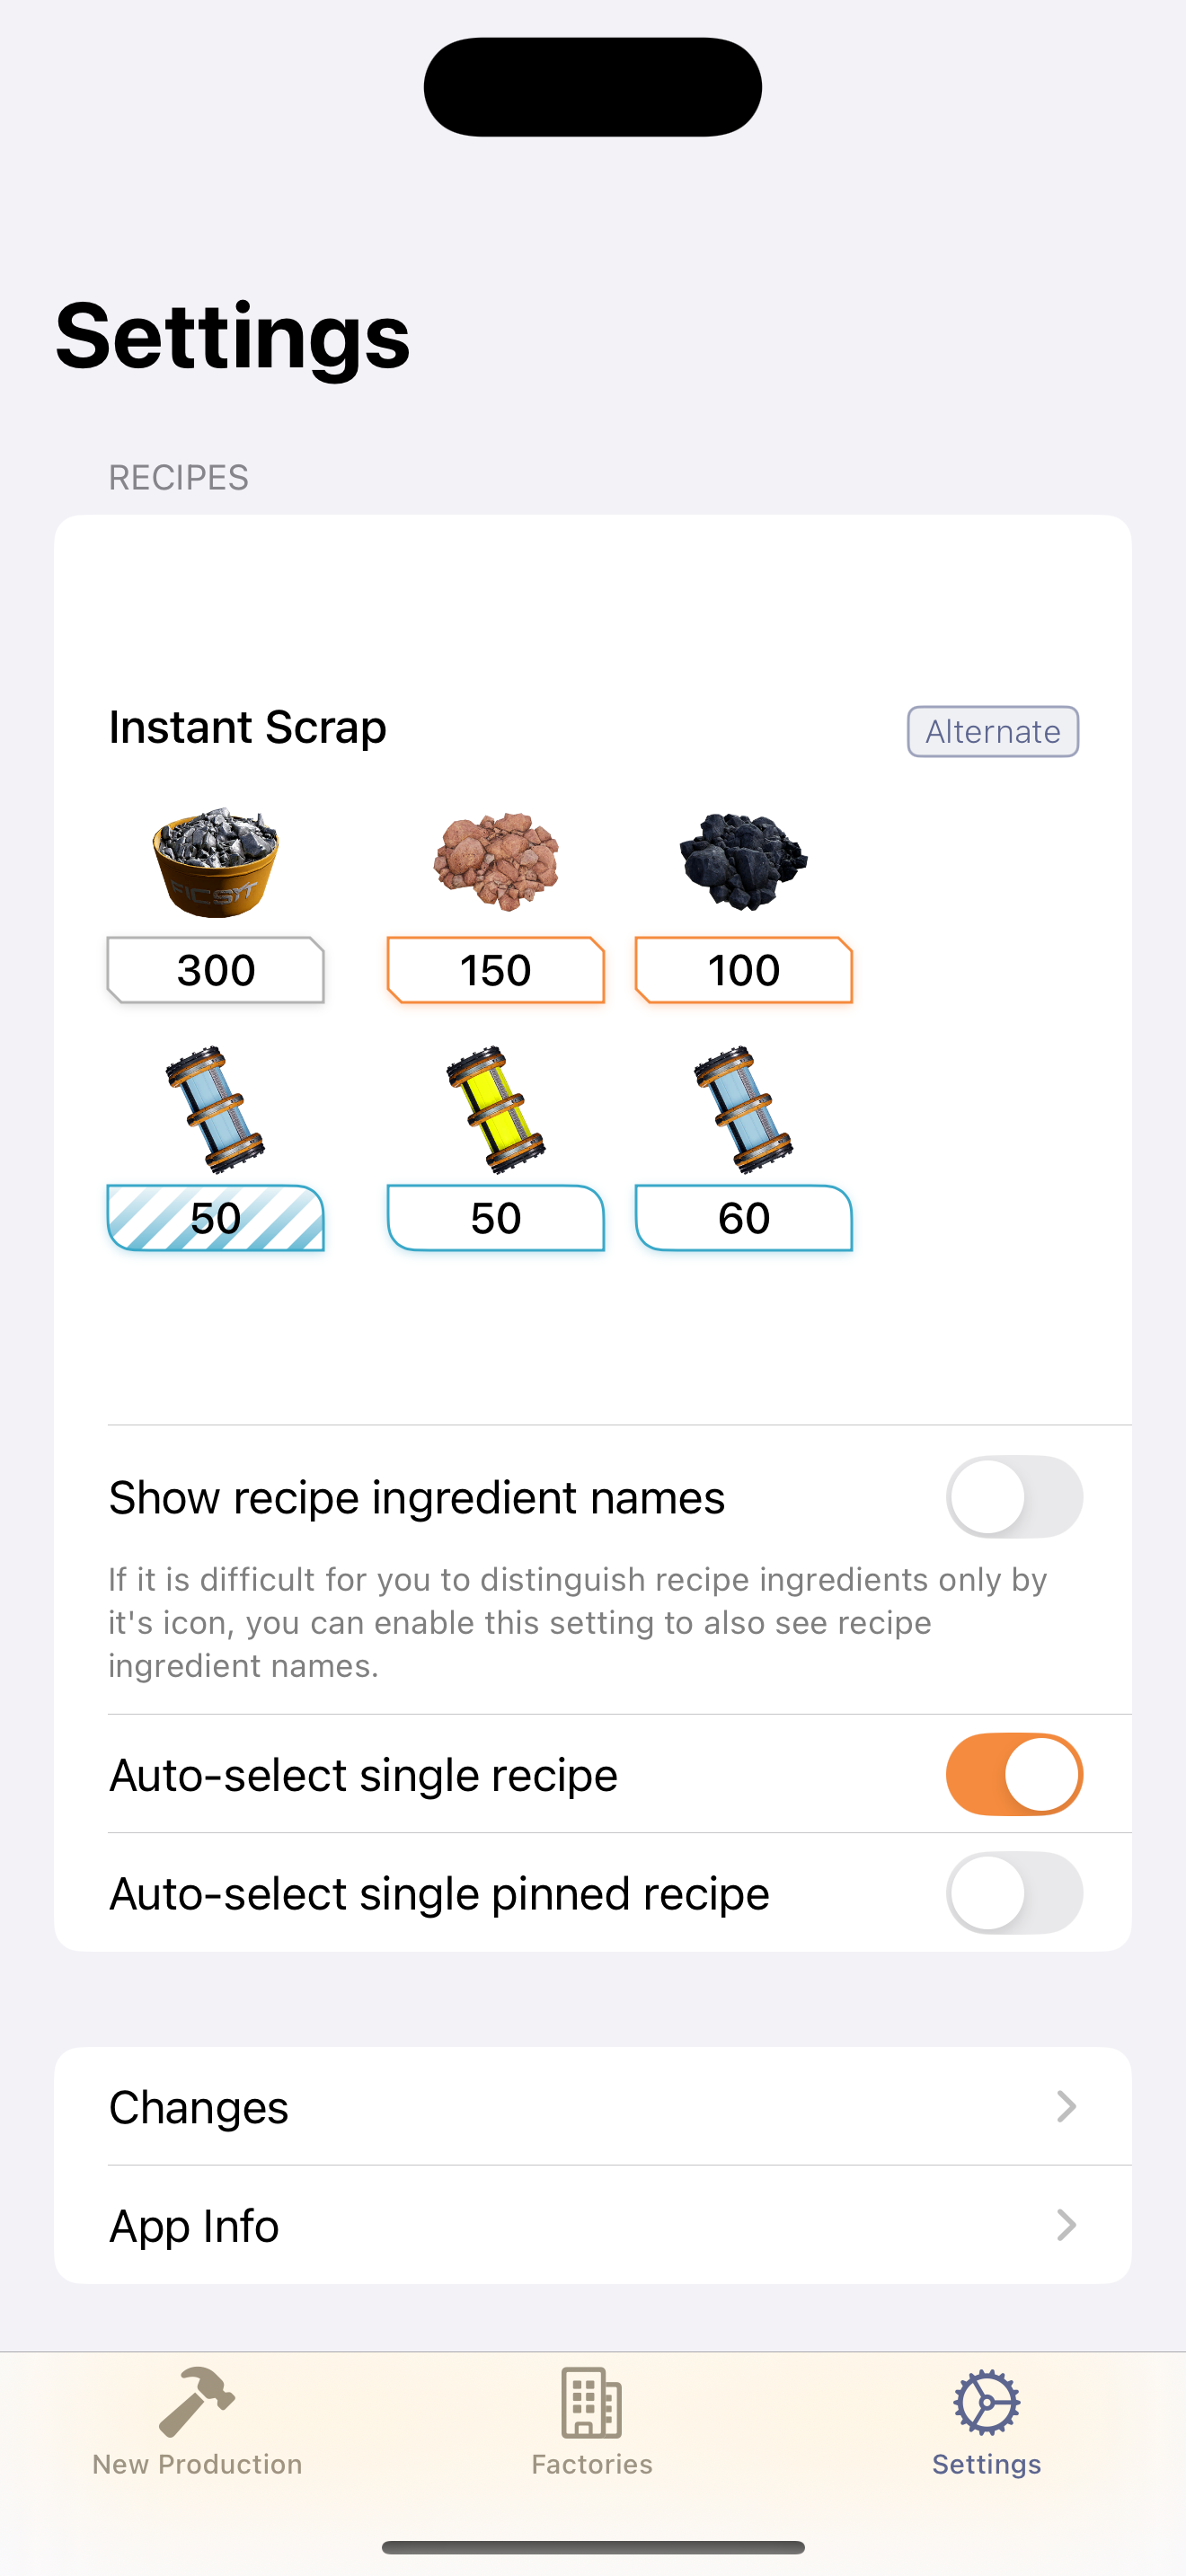 Settings
RECIPES
Instant Scrap
Alternate
FICSIT
300
150
100
50
50
60
Show recipe ingredient names
If it is difficult for you to distinguish recipe ingredients only by
it's icon, you can enable this setting to also see recipe
ingredient names.
Auto-select single recipe
Auto-select single pinned recipe
Changes
App Info
New Production
Factories
Settings